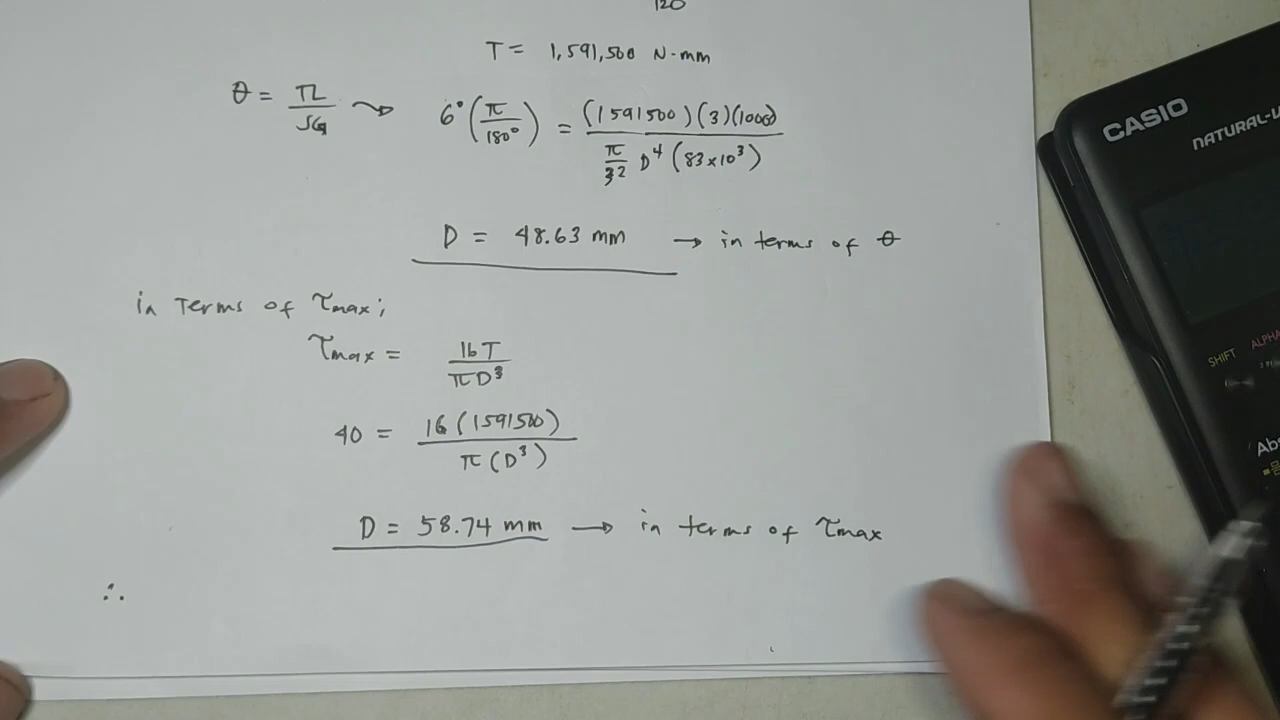 120
T = 1,591,500 N·mm
θ = TL/JG → 6°(π/180°) = (1591500)(3)(1000)/(π/32 D⁴(83×10³))
D = 48.63 mm → in terms of θ
in terms of τmax;
τmax = 16T/πD³
40 = 16(1591500)/π(D³)
D = 58.74 mm → in terms of τmax
∴
CASIO
NATURAL-V
SHIFT ALPHA
Abs